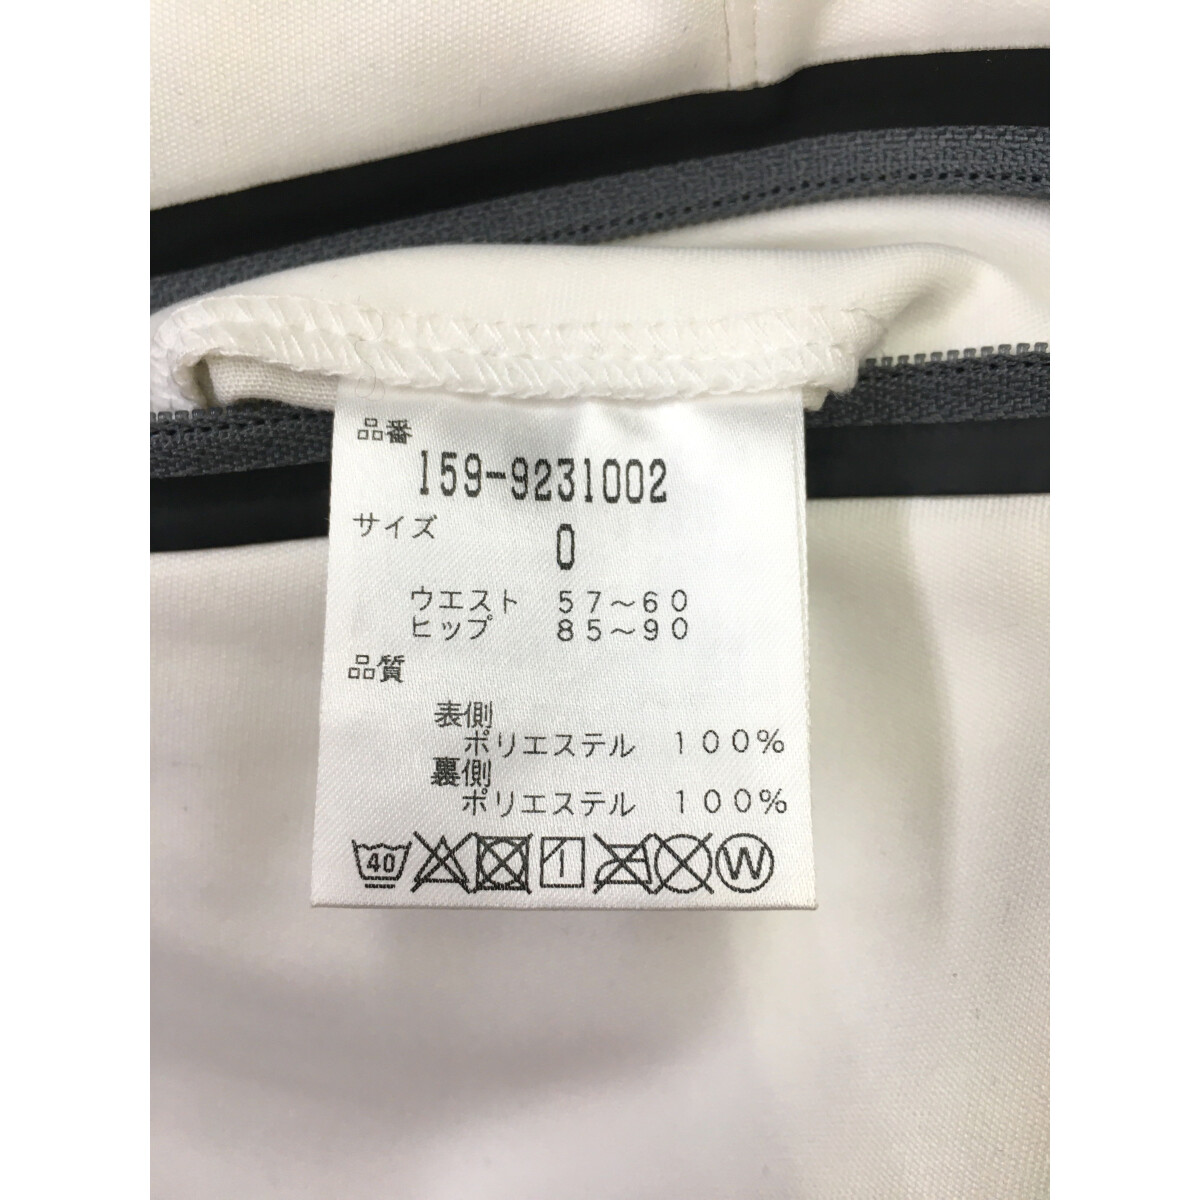 品番
159-9231002
サイズ
0
ウエスト 57～60
ヒップ 85～90
品質
表側
ポリエステル 100%
裏側
ポリエステル 100%
40 W